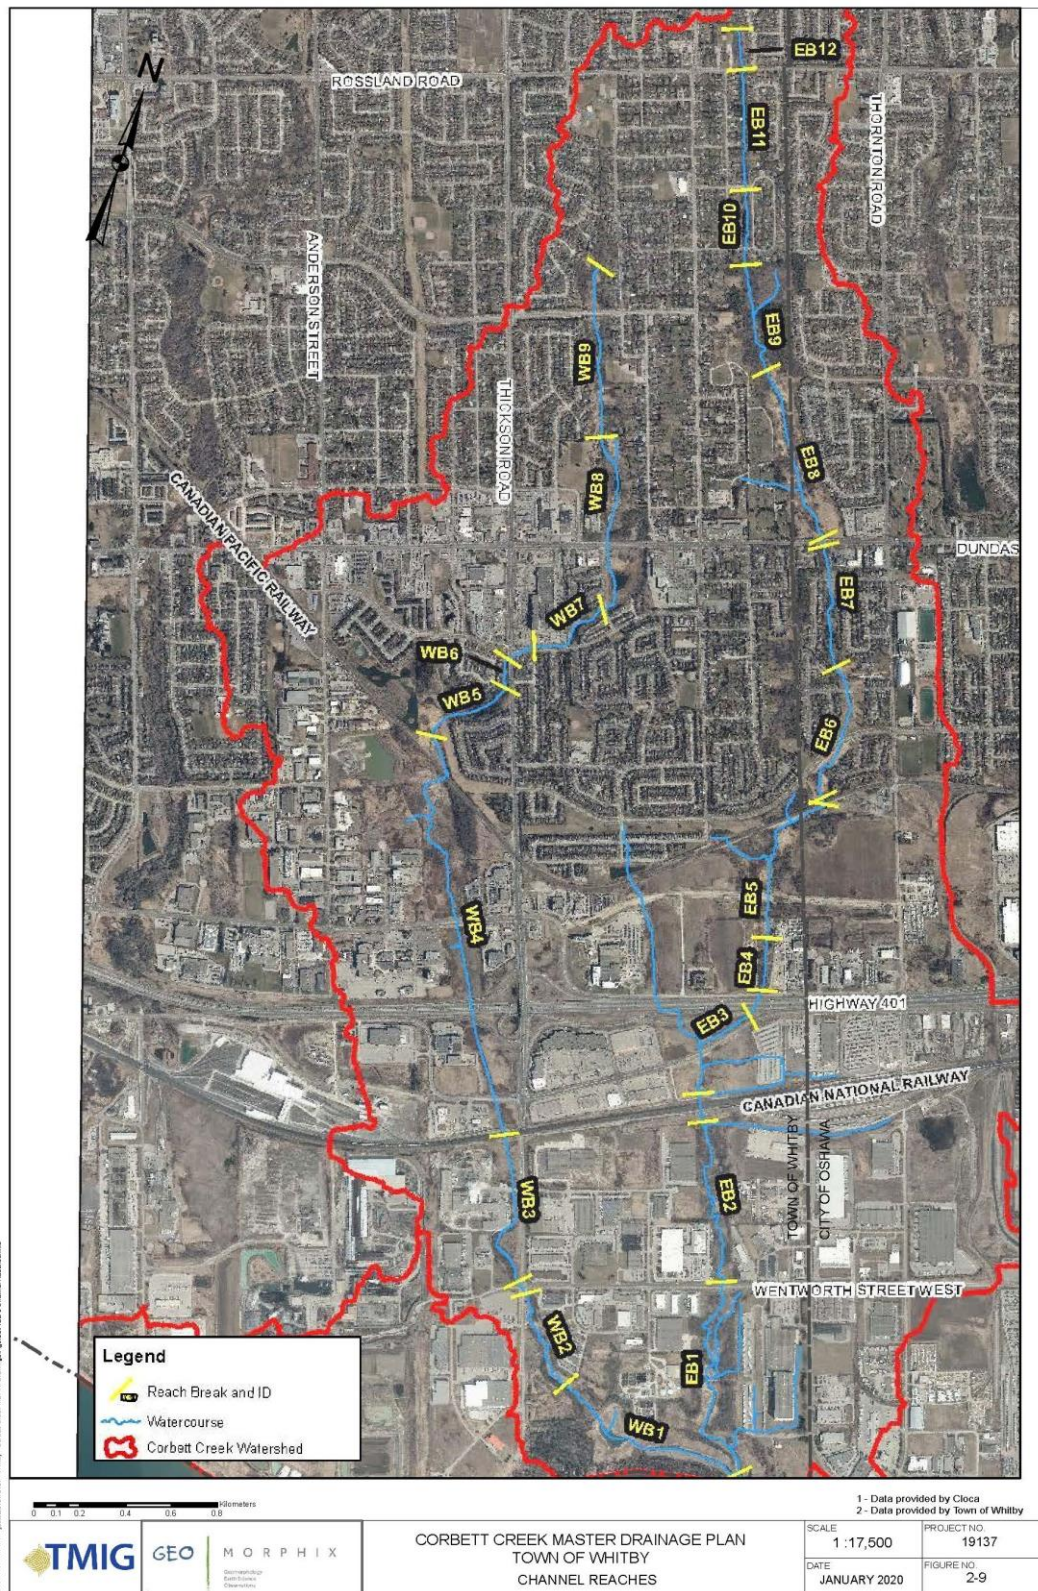 N
ROSSLAND ROAD
EB12
THORNTON ROAD
EB11
EB10
ANDERSON STREET
EB9
WB9
THICKSON ROAD
EB8
WB8
CANADIAN PACIFIC RAILWAY
DUNDAS
EB7
WB7
WB6
WB5
EB6
EB5
WB4
EB4
HIGHWAY 401
EB3
CANADIAN NATIONAL RAILWAY
TOWN OF WHITBY
CITY OF OSHAWA
WB3
EB2
WENTWORTH STREET WEST
WB2
EB1
WB1
Legend
Reach Break and ID
Watercourse
Corbett Creek Watershed
Kilometers
0 0.1 0.2 0.4 0.6 0.8
1 - Data provided by Cloca
2 - Data provided by Town of Whitby
TMIG
GEO MORPHIX
Geomorphology
Earth Science
Observations
CORBETT CREEK MASTER DRAINAGE PLAN
TOWN OF WHITBY
CHANNEL REACHES
SCALE
1 :17,500
PROJECT NO.
19137
DATE
JANUARY 2020
FIGURE NO.
2-9